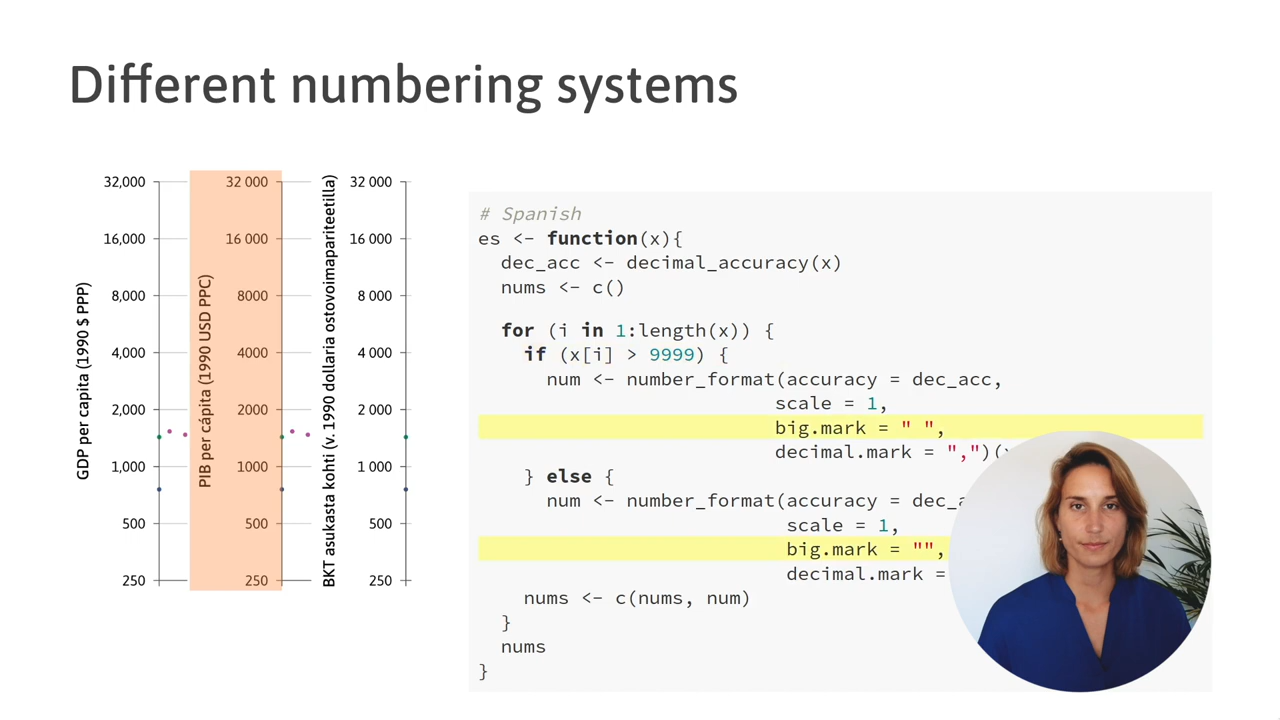 Different numbering systems
GDP per capita (1990 $ PPP)
32,000
16,000
8,000
4,000
2,000
1,000
500
250
PIB per cápita (1990 USD PPC)
32 000
16 000
8000
4000
2000
1000
500
250
BKT asukasta kohti (v. 1990 dollaria ostovoimapariteetilla)
32 000
16 000
8 000
4 000
2 000
1 000
500
250
# Spanish
es <- function(x){
dec_acc <- decimal_accuracy(x)
nums <- c()
for (i in 1:length(x)) {
if (x[i] > 9999) {
num <- number_format(accuracy = dec_acc,
scale = 1,
big.mark = " ",
decimal.mark = ",")(
} else {
num <- number_format(accuracy = dec_a
scale = 1,
big.mark = "",
decimal.mark =
nums <- c(nums, num)
}
nums
}